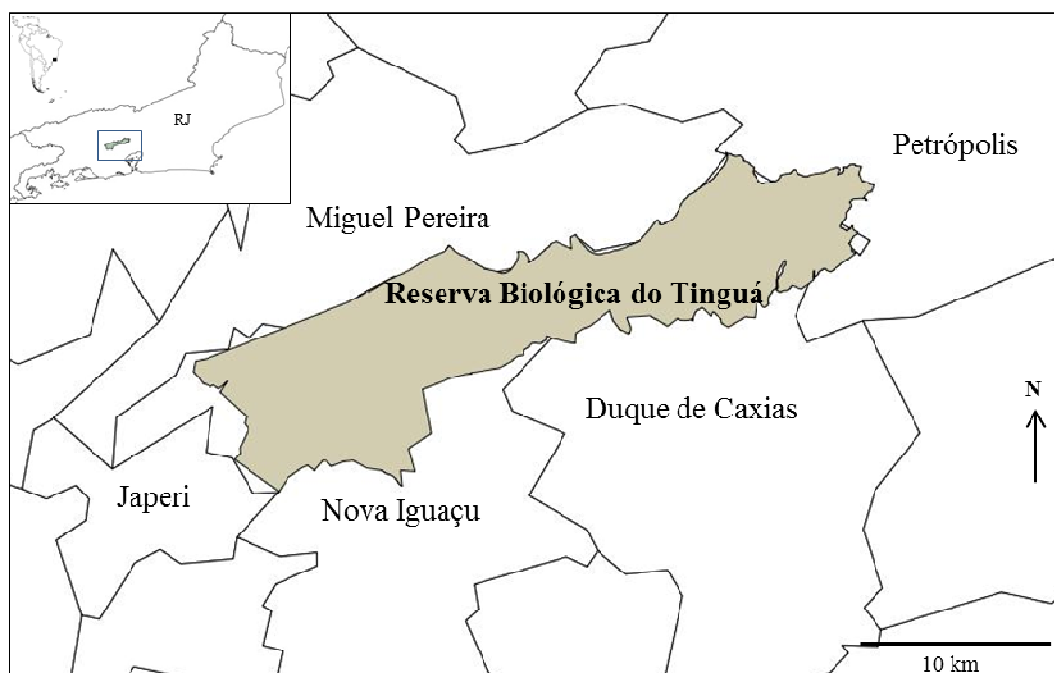 RJ
Petrópolis
Miguel Pereira
Reserva Biológica do Tinguá
N
Duque de Caxias
Japeri
Nova Iguaçu
10 km